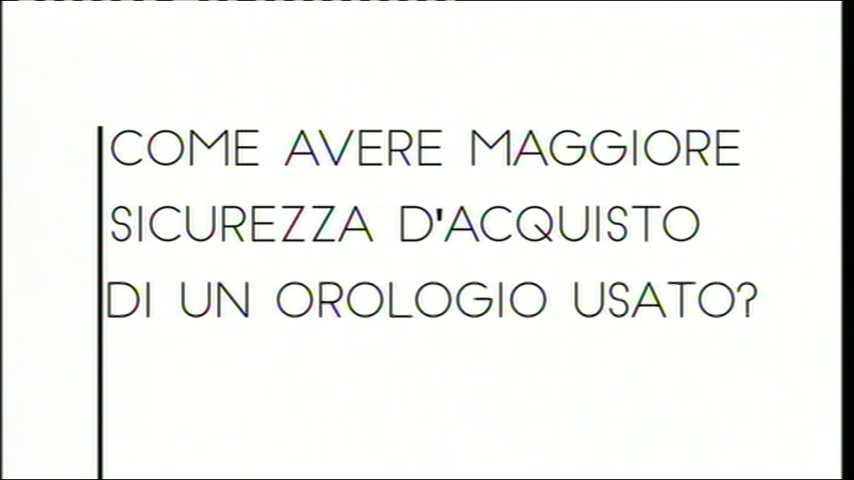 COME AVERE MAGGIORE
SICUREZZA D'ACQUISTO
DI UN OROLOGIO USATO?